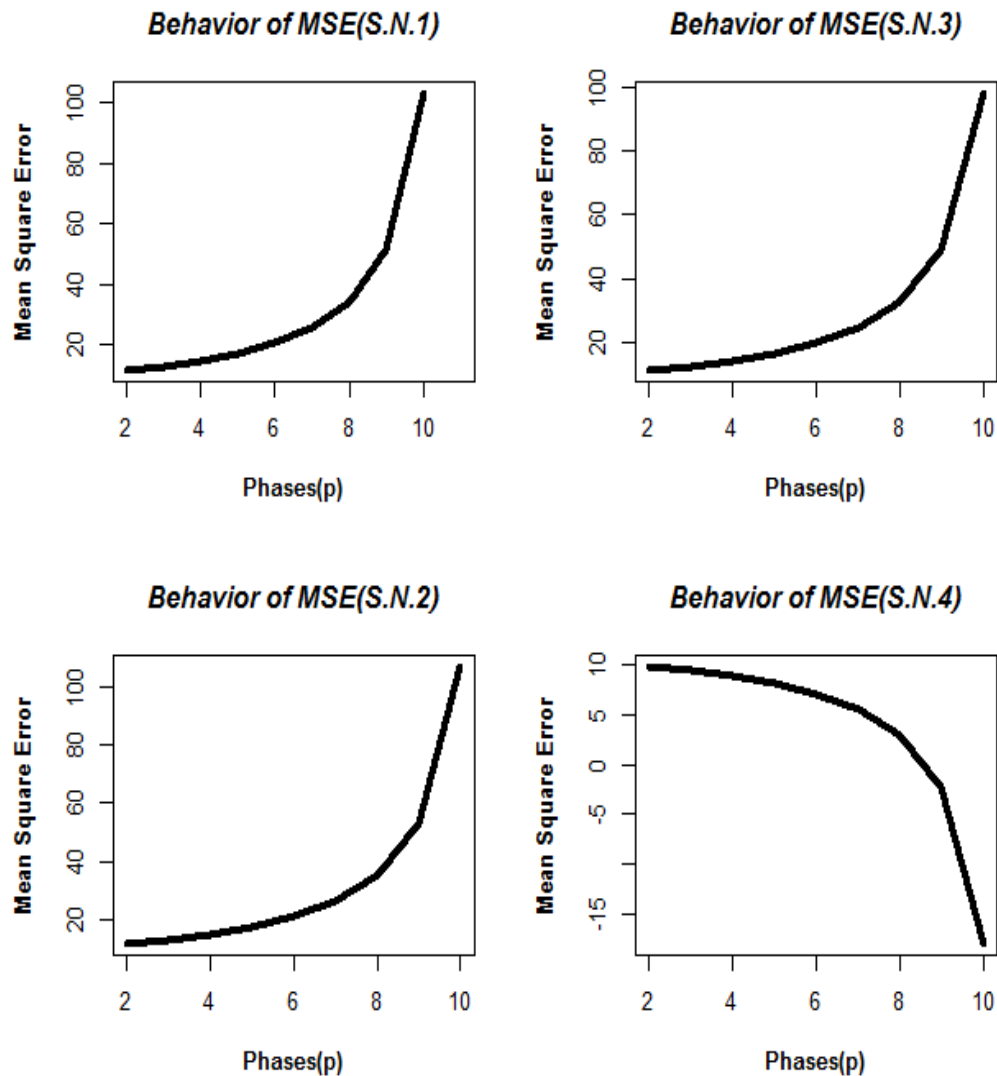 Behavior of MSE(S.N.1)
Mean Square Error
100
80
60
40
20
2 4 6 8 10
Phases(p)
Behavior of MSE(S.N.3)
Mean Square Error
100
80
60
40
20
2 4 6 8 10
Phases(p)
Behavior of MSE(S.N.2)
Mean Square Error
100
80
60
40
20
2 4 6 8 10
Phases(p)
Behavior of MSE(S.N.4)
Mean Square Error
10
5
0
-5
-15
2 4 6 8 10
Phases(p)